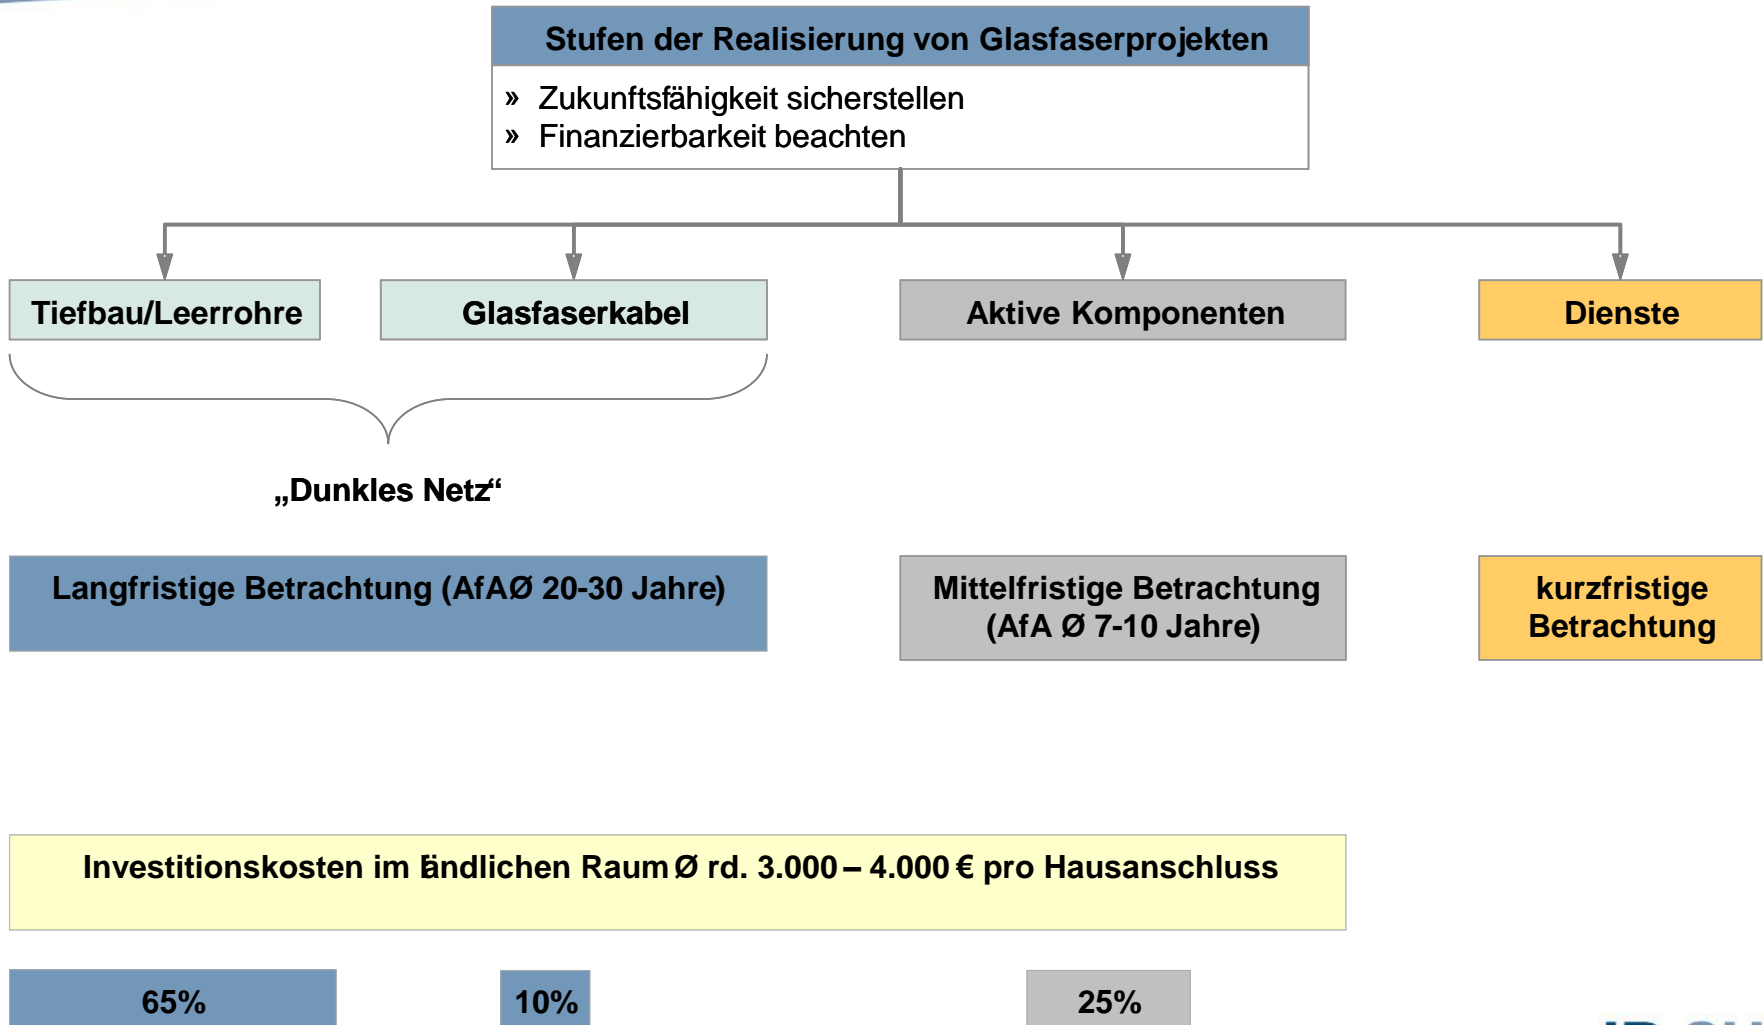 Stufen der Realisierung von Glasfaserprojekten
» Zukunftsfähigkeit sicherstellen
» Finanzierbarkeit beachten
Tiefbau/Leerrohre
Glasfaserkabel
Aktive Komponenten
Dienste
„Dunkles Netz“
Langfristige Betrachtung (AfAØ 20-30 Jahre)
Mittelfristige Betrachtung
(AfA Ø 7-10 Jahre)
kurzfristige
Betrachtung
Investitionskosten im ländlichen Raum Ø rd. 3.000 – 4.000 € pro Hausanschluss
65%
10%
25%